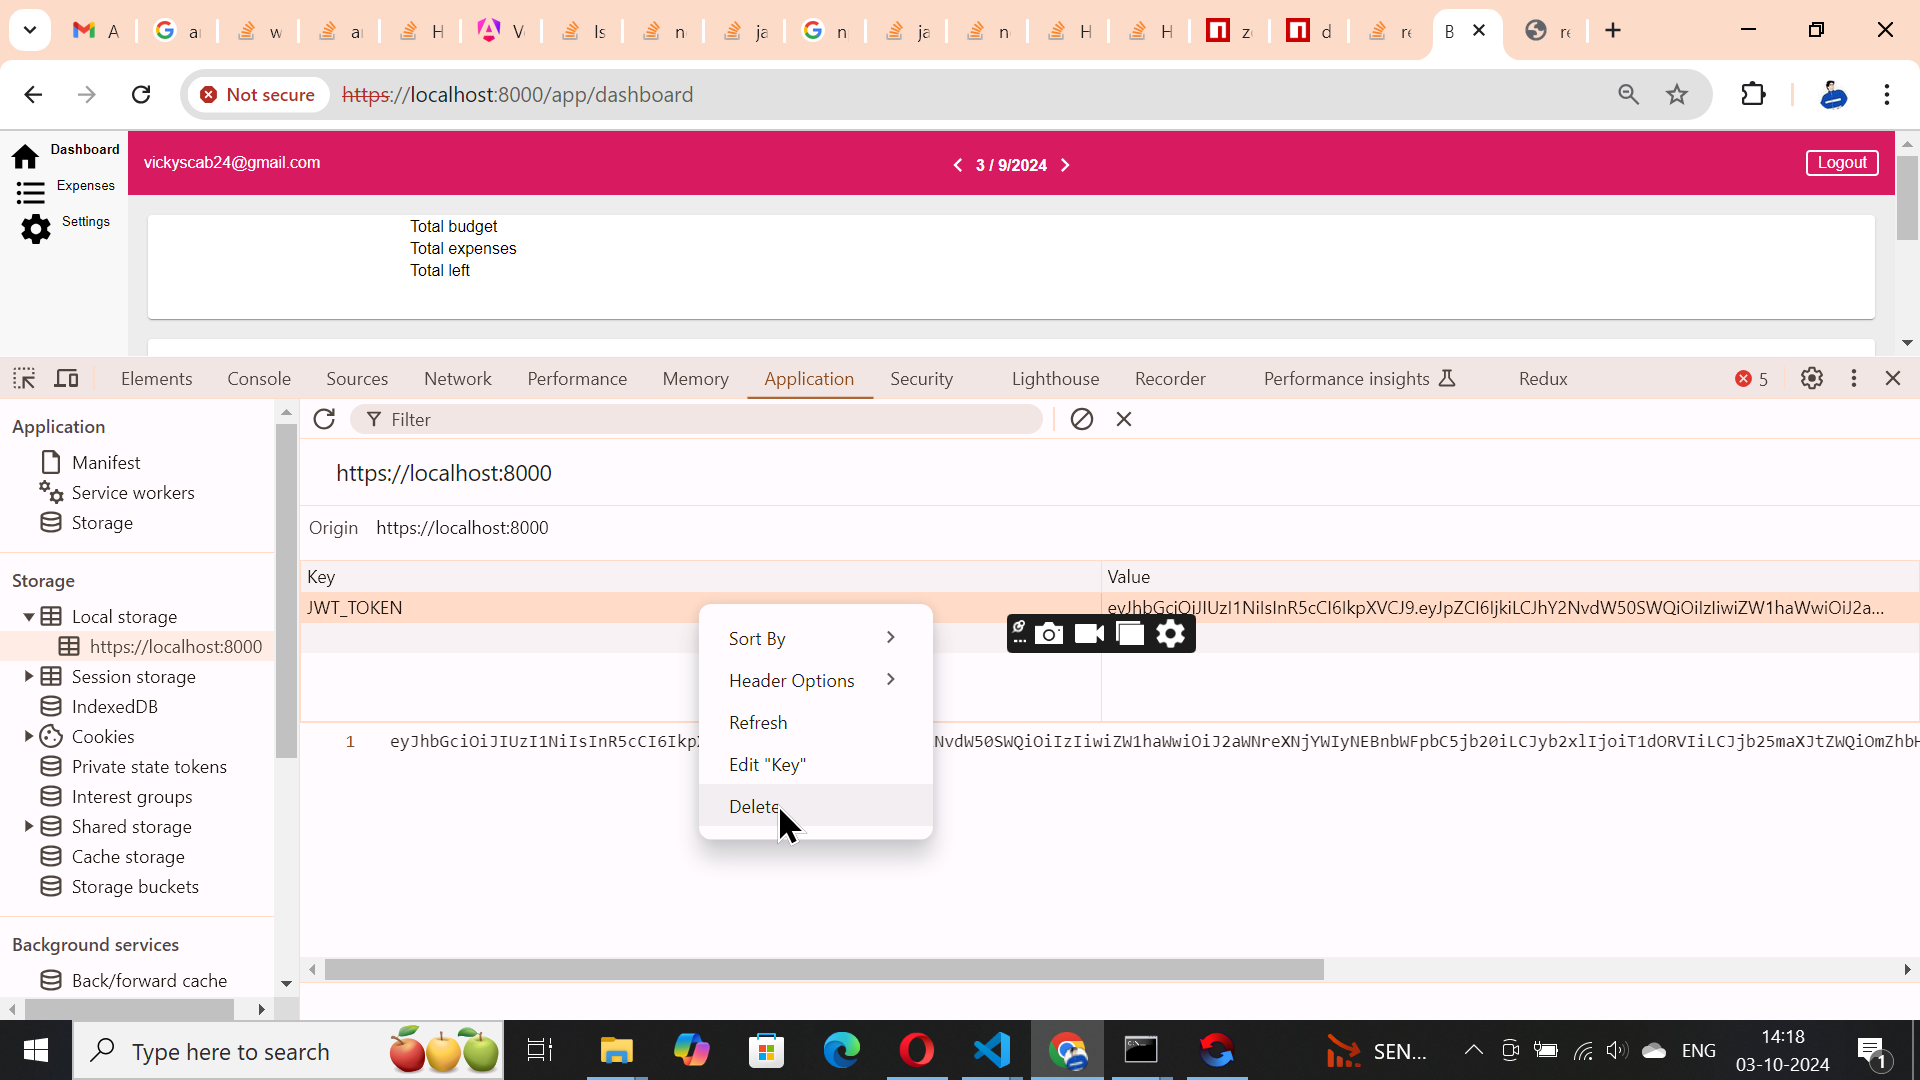 A
a
w
a
H
V
Is
n
ja
n
ja
n
H
H
z
d
re
B
re
Not secure
https://localhost:8000/app/dashboard
Dashboard
Expenses
Settings
vickyscab24@gmail.com
3 / 9/2024
Logout
Total budget
Total expenses
Total left
Elements
Console
Sources
Network
Performance
Memory
Application
Security
Lighthouse
Recorder
Performance insights
Redux
5
Application
Manifest
Service workers
Storage
Storage
Local storage
https://localhost:8000
Session storage
IndexedDB
Cookies
Private state tokens
Interest groups
Shared storage
Cache storage
Storage buckets
Background services
Back/forward cache
Filter
https://localhost:8000
Origin https://localhost:8000
Key
Value
JWT_TOKEN
eyJhbGciOiJIUzI1NiIsInR5cCI6IkpXVCJ9.eyJpZCI6IjkiLCJhY2NvdW50SWQiOiIzIiwiZW1haWwiOiJ2a...
1
eyJhbGciOiJIUzI1NiIsInR5cCI6Ikp
NvdW50SWQiOiIzIiwiZW1haWwiOiJ2aWNreXNjYWIyNEBnbWFpbC5jb20iLCJyb2xlIjoiT1dORVIiLCJjb25maXJtZWQiOmZhbH
Sort By
Header Options
Refresh
Edit "Key"
Delete
Type here to search
SEN...
ENG
14:18
03-10-2024
1